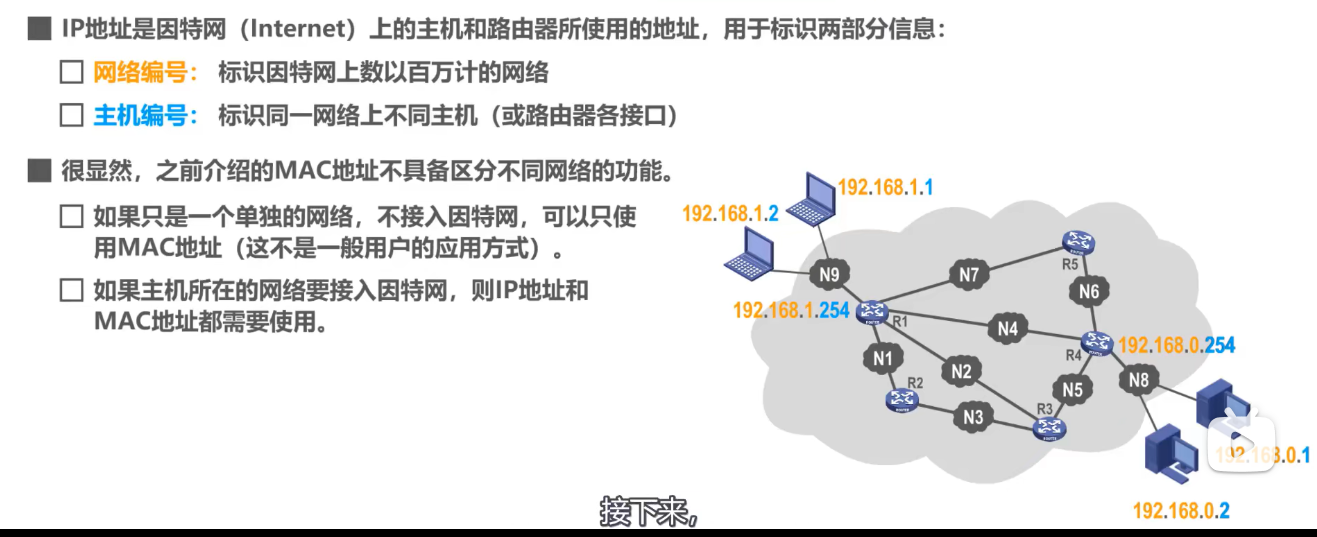 IP地址是因特网（Internet）上的主机和路由器所使用的地址，用于标识两部分信息：
网络编号： 标识因特网上数以百万计的网络
主机编号： 标识同一网络上不同主机（或路由器各接口）
很显然，之前介绍的MAC地址不具备区分不同网络的功能。
如果只是一个单独的网络，不接入因特网，可以只使
用MAC地址（这不是一般用户的应用方式）。
如果主机所在的网络要接入因特网，则IP地址和
MAC地址都需要使用。
192.168.1.1
192.168.1.2
N9
N7
R5
N6
192.168.1.254
R1
N4
R4
192.168.0.254
N1
N2
N5
N8
R2
N3
R3
192.168.0.1
192.168.0.2
接下来,